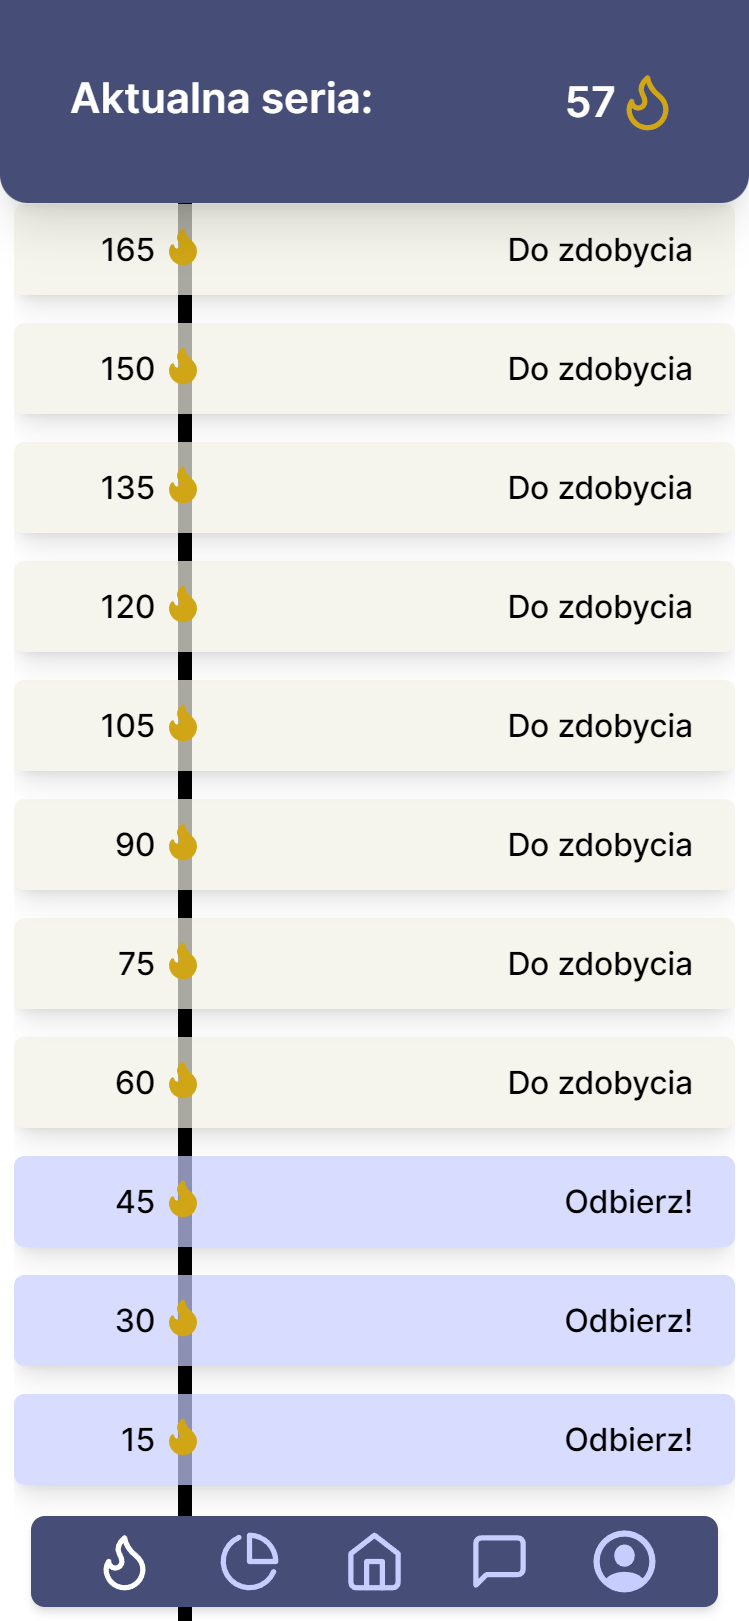 Aktualna seria: 57
165 Do zdobycia
150 Do zdobycia
135 Do zdobycia
120 Do zdobycia
105 Do zdobycia
90 Do zdobycia
75 Do zdobycia
60 Do zdobycia
45 Odbierz!
30 Odbierz!
15 Odbierz!